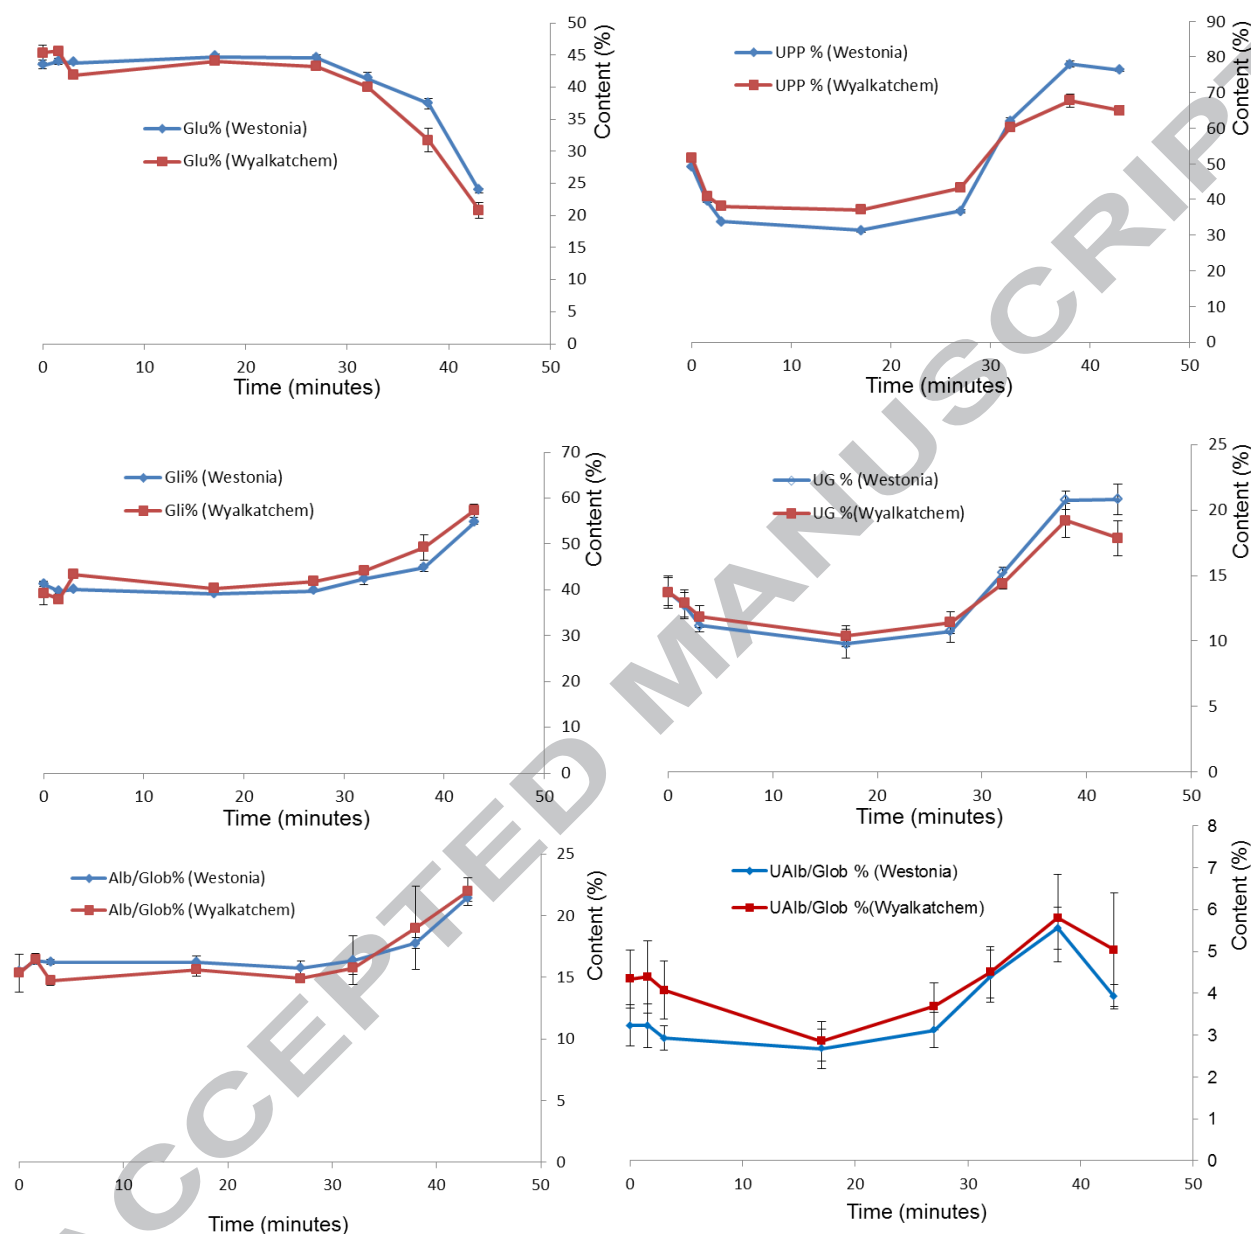 50
45
40
35
30
25
20
15
10
5
0
Content (%)
Glu% (Westonia)
Glu% (Wyalkatchem)
0 10 20 30 40 50
Time (minutes)
90
80
70
60
50
40
30
20
10
0
Content (%)
UPP % (Westonia)
UPP % (Wyalkatchem)
0 10 20 30 40 50
Time (minutes)
70
60
50
40
30
20
10
0
Content (%)
Gli% (Westonia)
Gli% (Wyalkatchem)
0 10 20 30 40 50
Time (minutes)
25
20
15
10
5
0
Content (%)
UG % (Westonia)
UG %(Wyalkatchem)
0 10 20 30 40 50
Time (minutes)
25
20
15
10
5
0
Content (%)
Alb/Glob% (Westonia)
Alb/Glob% (Wyalkatchem)
0 10 20 30 40 50
Time (minutes)
8
7
6
5
4
3
2
1
0
Content (%)
UAlb/Glob % (Westonia)
UAlb/Glob %(Wyalkatchem)
0 10 20 30 40 50
Time (minutes)
ACCEPTED MANUSCRIPT